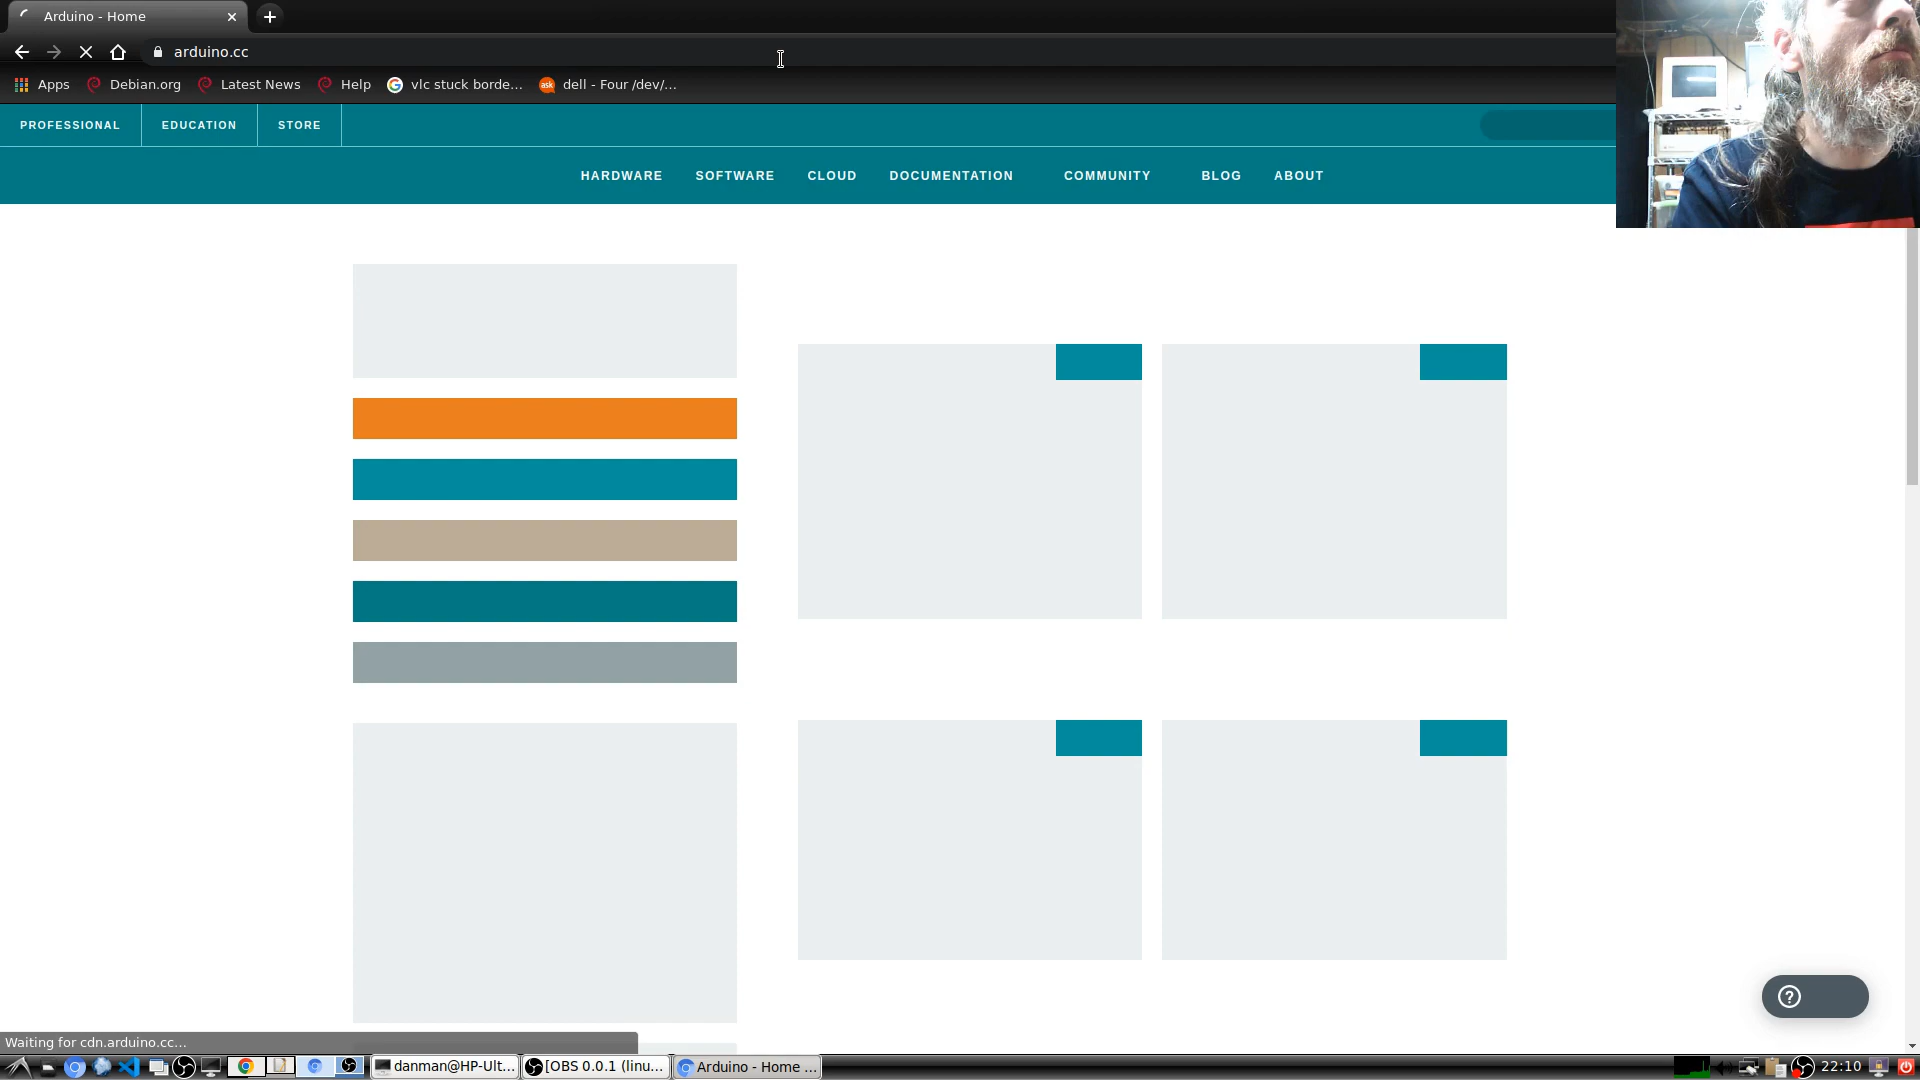 Arduino - Home
arduino.cc
Apps
Debian.org
Latest News
Help
vlc stuck borde...
ask
dell - Four /dev/...
PROFESSIONAL
EDUCATION
STORE
HARDWARE
SOFTWARE
CLOUD
DOCUMENTATION
COMMUNITY
BLOG
ABOUT
?
Waiting for cdn.arduino.cc...
danman@HP-Ult...
[OBS 0.0.1 (linu...
Arduino - Home ...
22:10